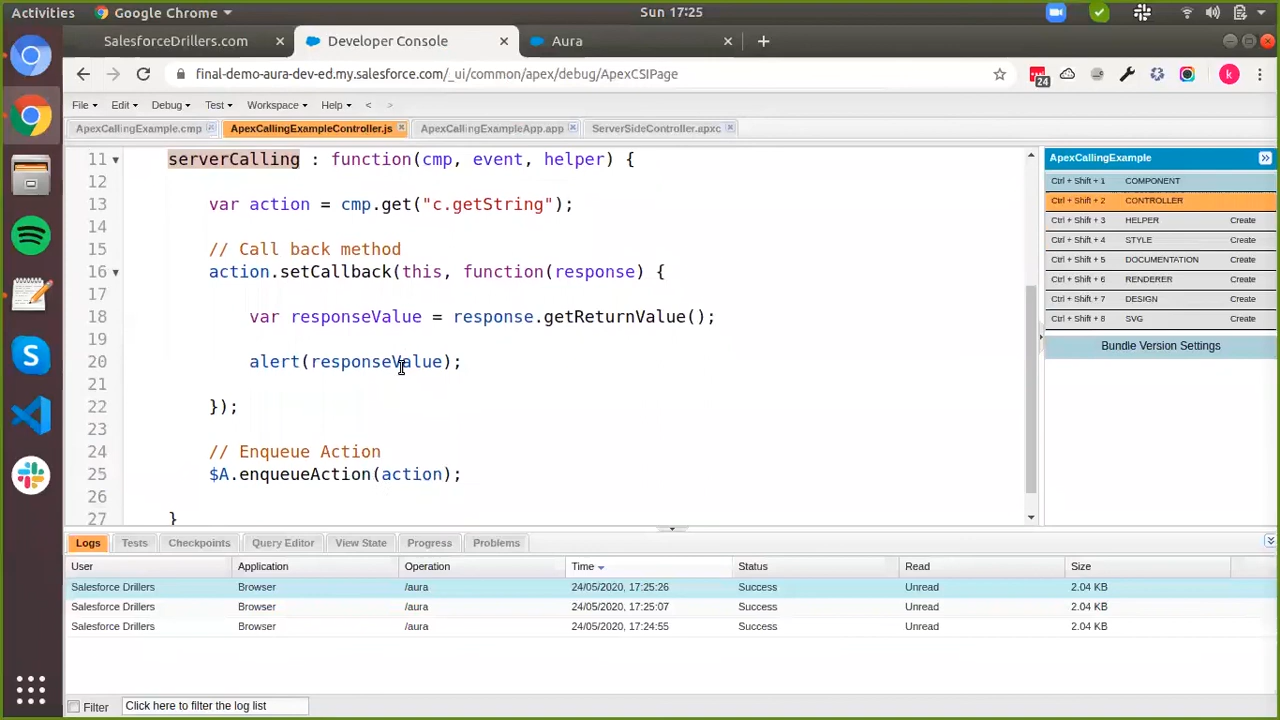 Activities Google Chrome Sun 17:25
SalesforceDrillers.com × Developer Console × Aura × +
final-demo-aura-dev-ed.my.salesforce.com/_ui/common/apex/debug/ApexCSIPage 24 k
File Edit Debug Test Workspace Help < >
ApexCallingExample.cmp ApexCallingExampleController.js ApexCallingExampleApp.app ServerSideController.apxc
11 serverCalling : function(cmp, event, helper) {
12
13 var action = cmp.get("c.getString");
14
15 // Call back method
16 action.setCallback(this, function(response) {
17
18 var responseValue = response.getReturnValue();
19
20 alert(responseValue);
21
22 });
23
24 // Enqueue Action
25 $A.enqueueAction(action);
26
27 }
ApexCallingExample
Ctrl + Shift + 1 COMPONENT
Ctrl + Shift + 2 CONTROLLER
Ctrl + Shift + 3 HELPER Create
Ctrl + Shift + 4 STYLE Create
Ctrl + Shift + 5 DOCUMENTATION Create
Ctrl + Shift + 6 RENDERER Create
Ctrl + Shift + 7 DESIGN Create
Ctrl + Shift + 8 SVG Create
Bundle Version Settings
Logs Tests Checkpoints Query Editor View State Progress Problems
User Application Operation Time Status Read Size
Salesforce Drillers Browser /aura 24/05/2020, 17:25:26 Success Unread 2.04 KB
Salesforce Drillers Browser /aura 24/05/2020, 17:25:07 Success Unread 2.04 KB
Salesforce Drillers Browser /aura 24/05/2020, 17:24:55 Success Unread 2.04 KB
Filter Click here to filter the log list